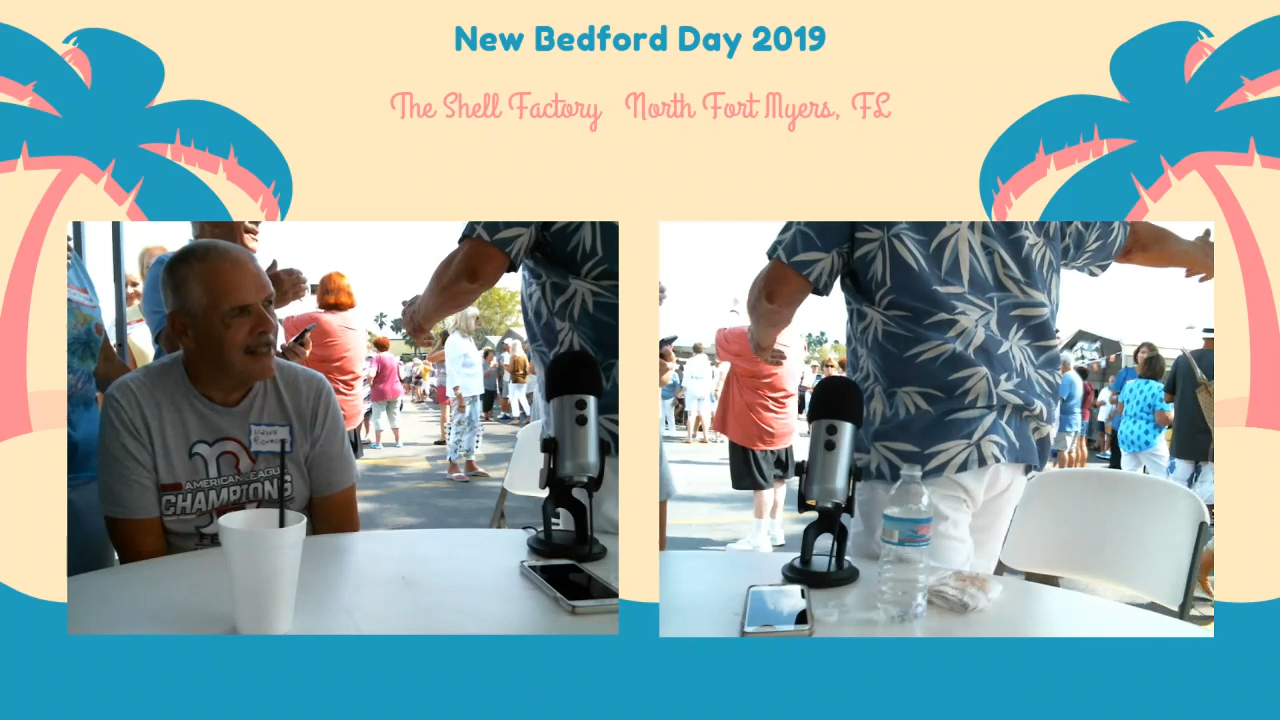 New Bedford Day 2019
The Shell Factory North Fort Myers, FL
AMERICAN LEAGUE
CHAMPIONS